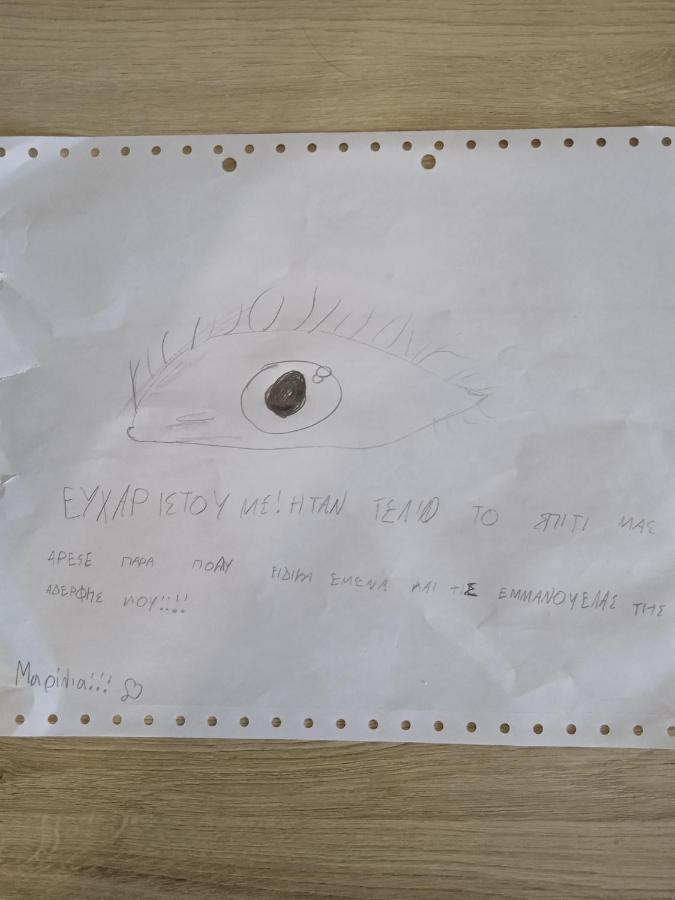 ΕΥΧΑΡΙΣΤΟΥΜΕ! ΗΤΑΝ ΤΕΛΙΟ ΤΟ ΣΠΙΤΙ ΜΑΣ
ΑΡΕΣΕ ΠΑΡΑ ΠΟΛΥ ΕΙΔΙΚΑ ΕΜΕΝΑ ΚΑΙ ΤΙΣ ΕΜΜΑΝΟΥΕΛΑΣ ΤΗΣ
ΑΔΕΡΦΗΣ ΜΟΥ!!!!
Μαρίλια!!!